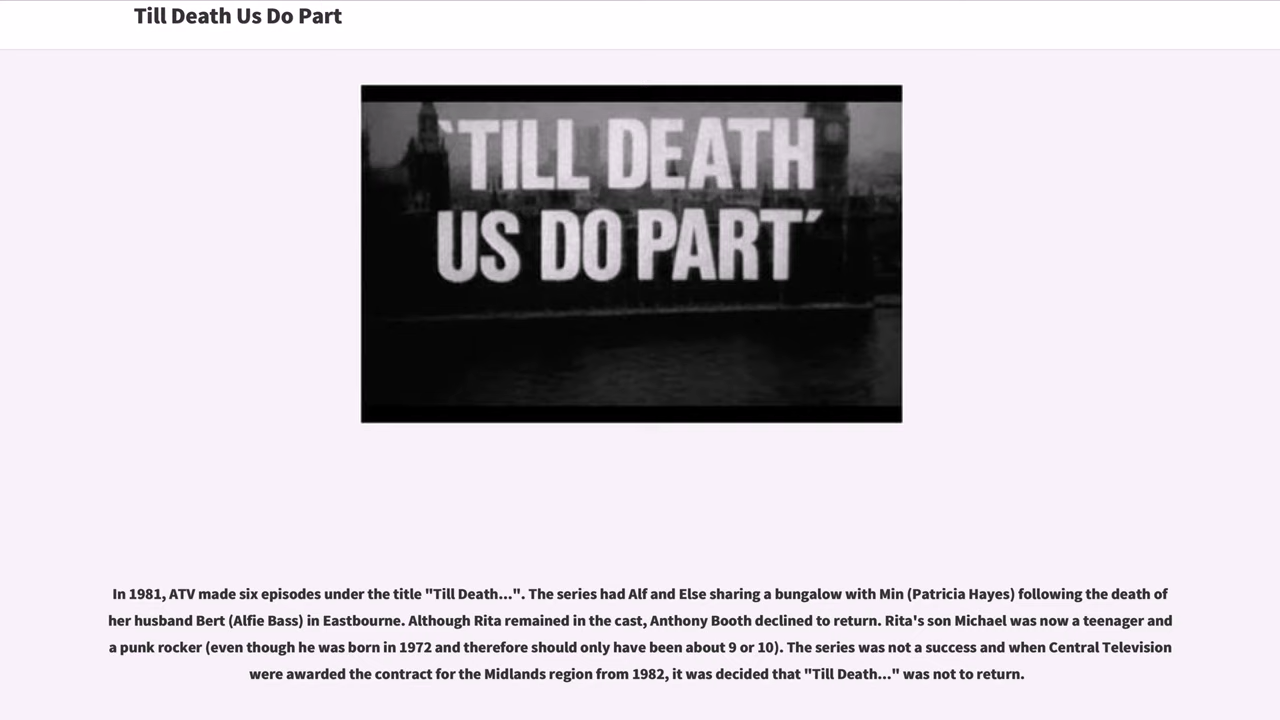 Till Death Us Do Part
‵TILL DEATH
US DO PART′
In 1981, ATV made six episodes under the title "Till Death...". The series had Alf and Else sharing a bungalow with Min (Patricia Hayes) following the death of
her husband Bert (Alfie Bass) in Eastbourne. Although Rita remained in the cast, Anthony Booth declined to return. Rita's son Michael was now a teenager and
a punk rocker (even though he was born in 1972 and therefore should only have been about 9 or 10). The series was not a success and when Central Television
were awarded the contract for the Midlands region from 1982, it was decided that "Till Death..." was not to return.